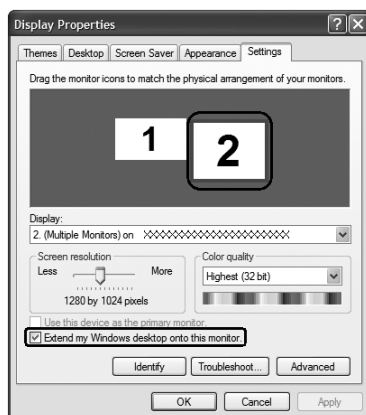 Display Properties
Themes Desktop Screen Saver Appearance Settings
Drag the monitor icons to match the physical arrangement of your monitors.
1 2
Display:
2. (Multiple Monitors) on XXXXXXXXXXXXXXXXXXXXXX
Screen resolution Color quality
Less More Highest (32 bit)
1280 by 1024 pixels
Use this device as the primary monitor.
Extend my Windows desktop onto this monitor.
Identify Troubleshoot... Advanced
OK Cancel Apply